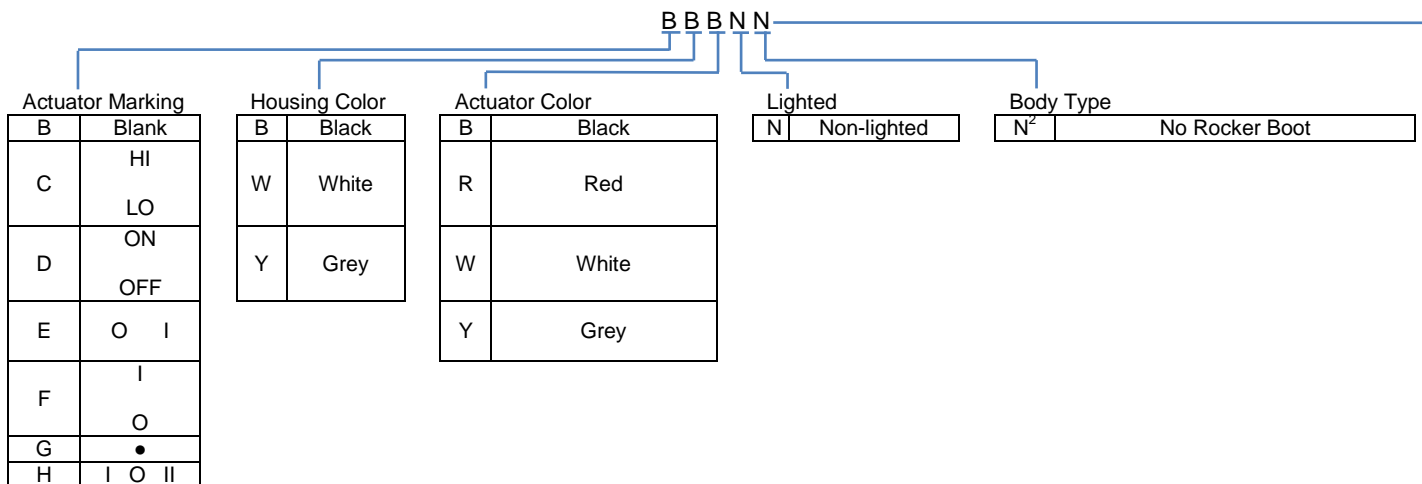 B B B N N
Actuator Marking Housing Color Actuator Color Lighted Body Type
B Blank B Black B Black N Non-lighted N² No Rocker Boot
HI
C W White R Red
LO
ON
D Y Grey W White
OFF
E O I Y Grey
I
F
O
G ●
H I O II